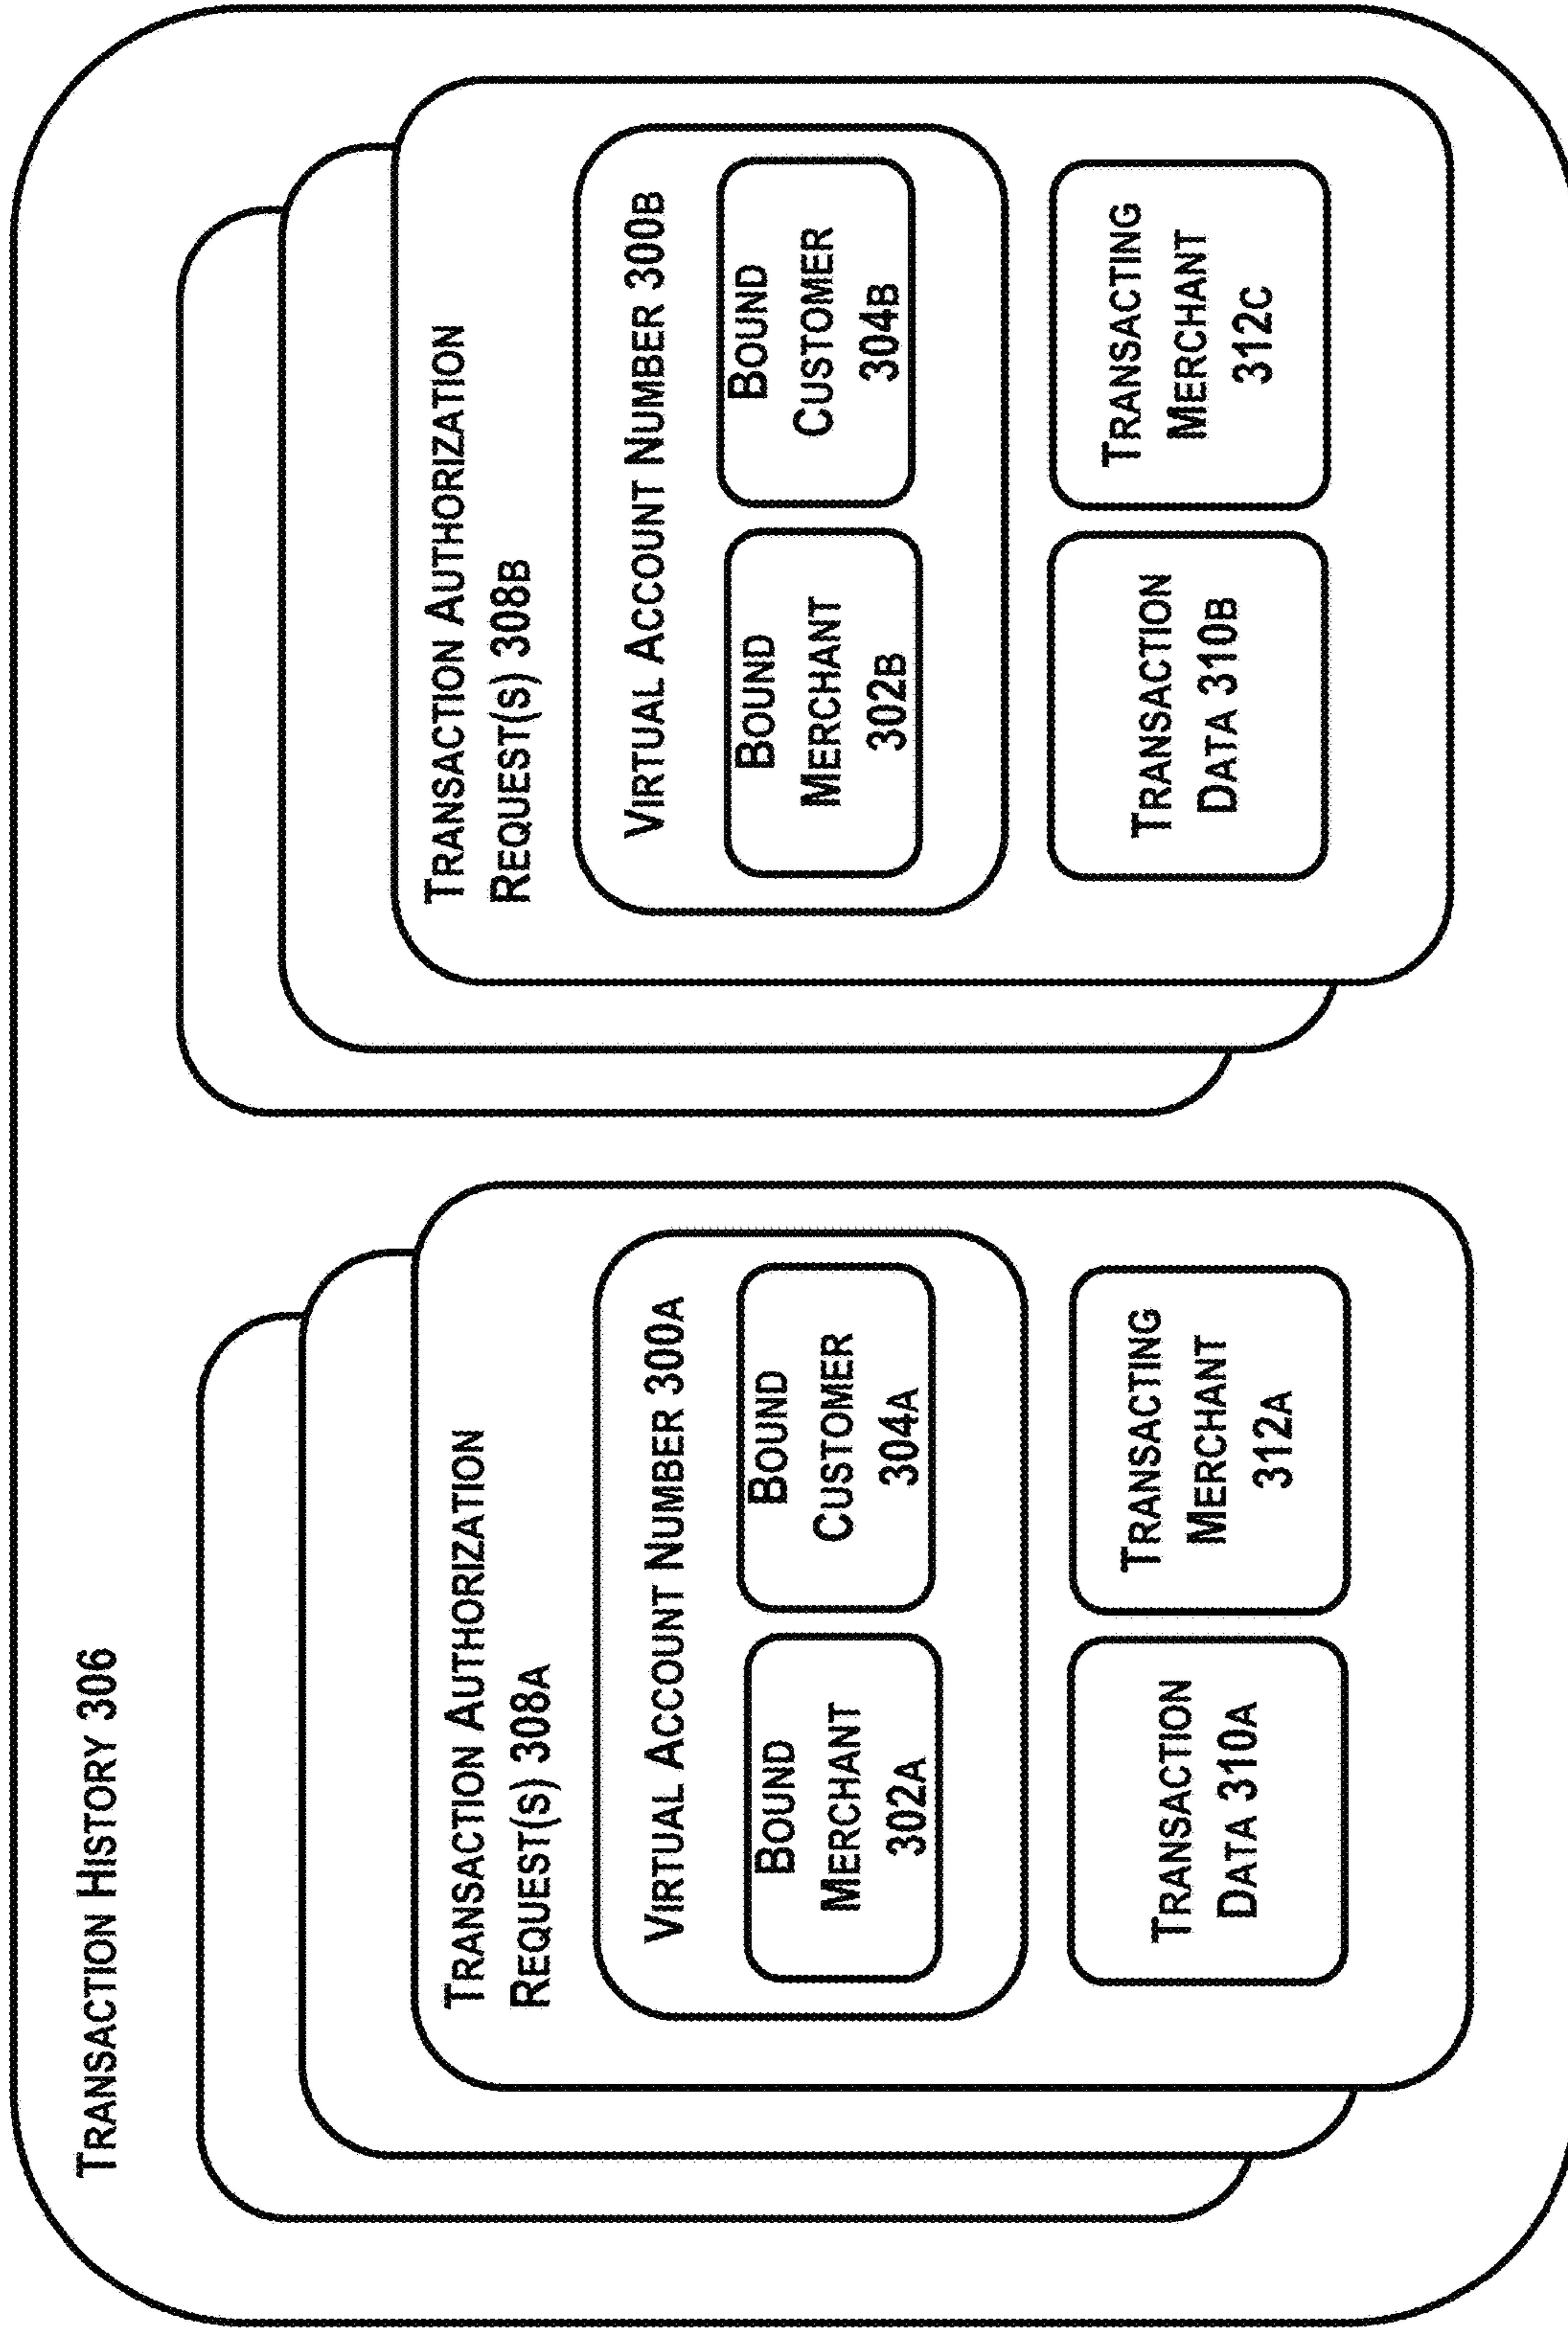 TRANSACTION HISTORY 306
TRANSACTION AUTHORIZATION
REQUEST(S) 308A
VIRTUAL ACCOUNT NUMBER 300A
BOUND
MERCHANT
302A
BOUND
CUSTOMER
304A
TRANSACTION
DATA 310A
TRANSACTING
MERCHANT
312A
TRANSACTION AUTHORIZATION
REQUEST(S) 308B
VIRTUAL ACCOUNT NUMBER 300B
BOUND
MERCHANT
302B
BOUND
CUSTOMER
304B
TRANSACTION
DATA 310B
TRANSACTING
MERCHANT
312C